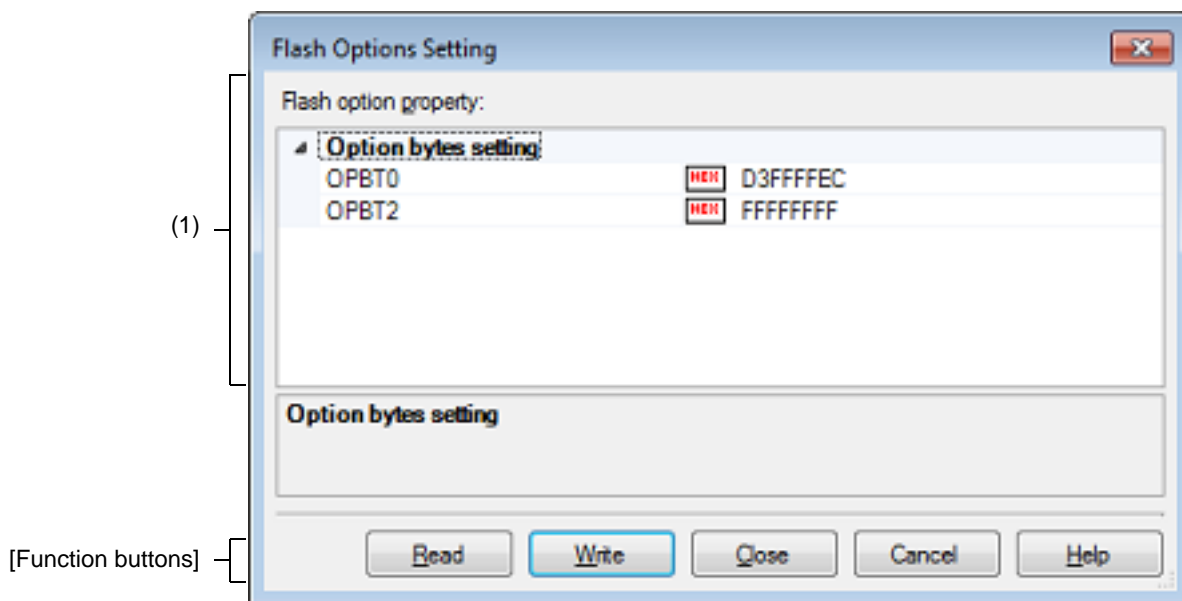 Flash Options Setting
Flash option property:
Option bytes setting
OPBT0 HEX D3FFFFEC
OPBT2 HEX FFFFFFFF
(1)
Option bytes setting
[Function buttons]
Read Write Close Cancel Help